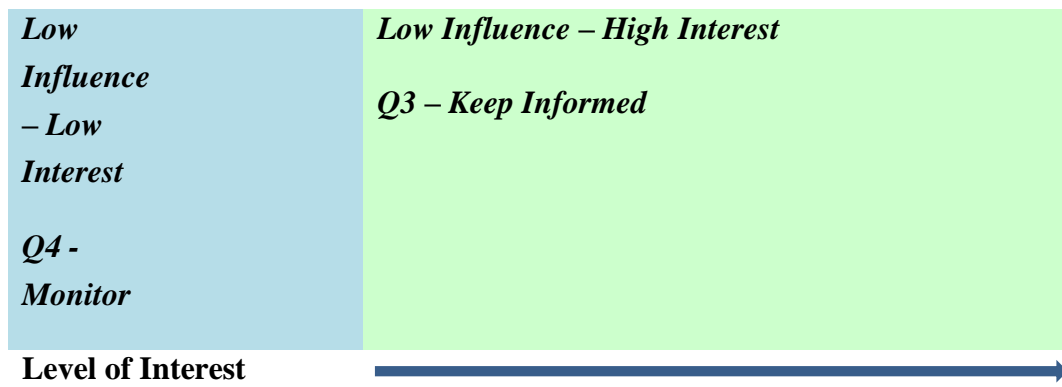 Low
Influence
– Low
Interest
Q4 -
Monitor
Low Influence – High Interest
Q3 – Keep Informed
Level of Interest